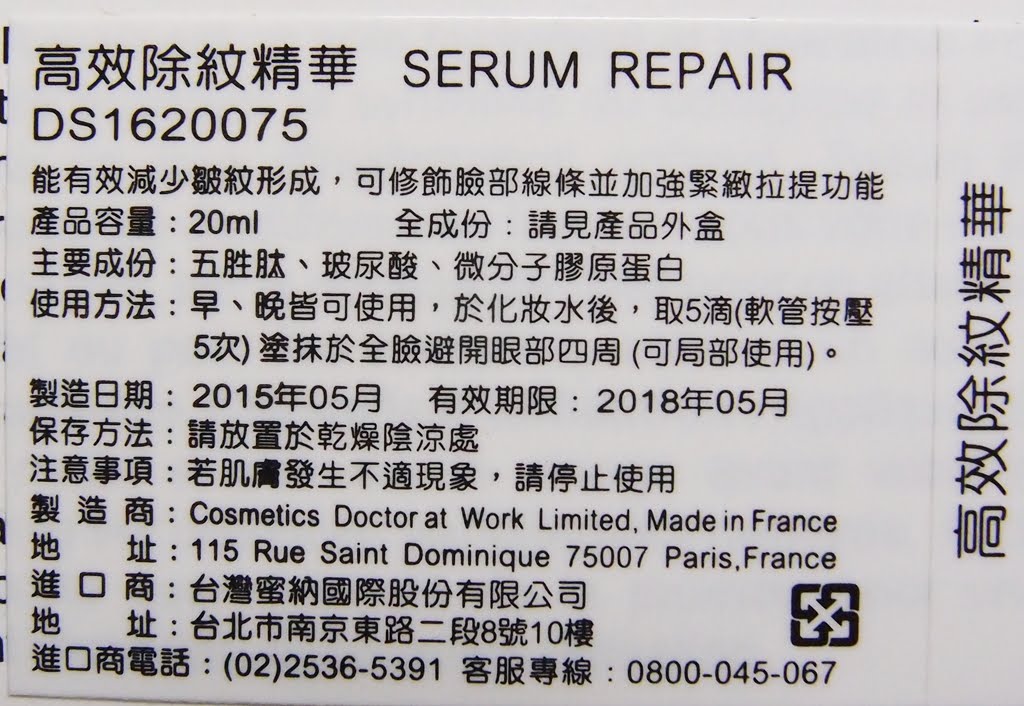 高效除紋精華 SERUM REPAIR
DS1620075
能有效減少皺紋形成，可修飾臉部線條並加強緊緻拉提功能
產品容量：20ml 全成份：請見產品外盒
主要成份：五胜肽、玻尿酸、微分子膠原蛋白
使用方法：早、晚皆可使用，於化妝水後，取5滴(軟管按壓
5次) 塗抹於全臉避開眼部四周 (可局部使用)。
製造日期：2015年05月 有效期限：2018年05月
保存方法：請放置於乾燥陰涼處
注意事項：若肌膚發生不適現象，請停止使用
製造商：Cosmetics Doctor at Work Limited, Made in France
地址：115 Rue Saint Dominique 75007 Paris,France
進口商：台灣蜜納國際股份有限公司
地址：台北市南京東路二段8號10樓
進口商電話：(02)2536-5391 客服專線：0800-045-067
高效除紋精華